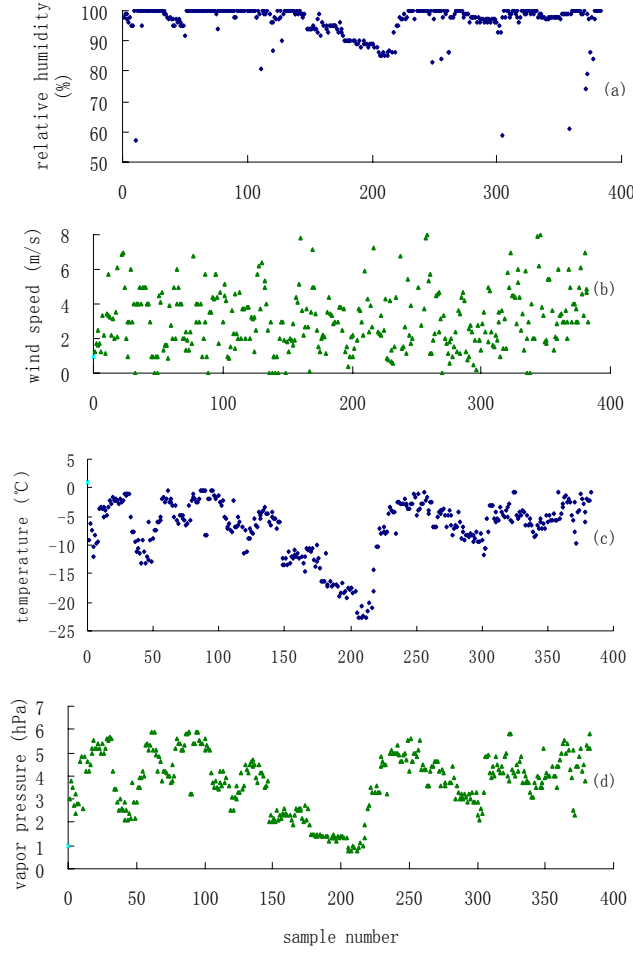 relative humidity
(%)
100
90
80
70
60
50
(a)
0 100 200 300 400
wind speed (m/s)
8
6
4
2
0
(b)
0 100 200 300 400
temperature (℃)
5
0
-5
-10
-15
-20
-25
(c)
0 50 100 150 200 250 300 350 400
vapor pressure (hPa)
7
6
5
4
3
2
1
0
(d)
0 50 100 150 200 250 300 350 400
sample number